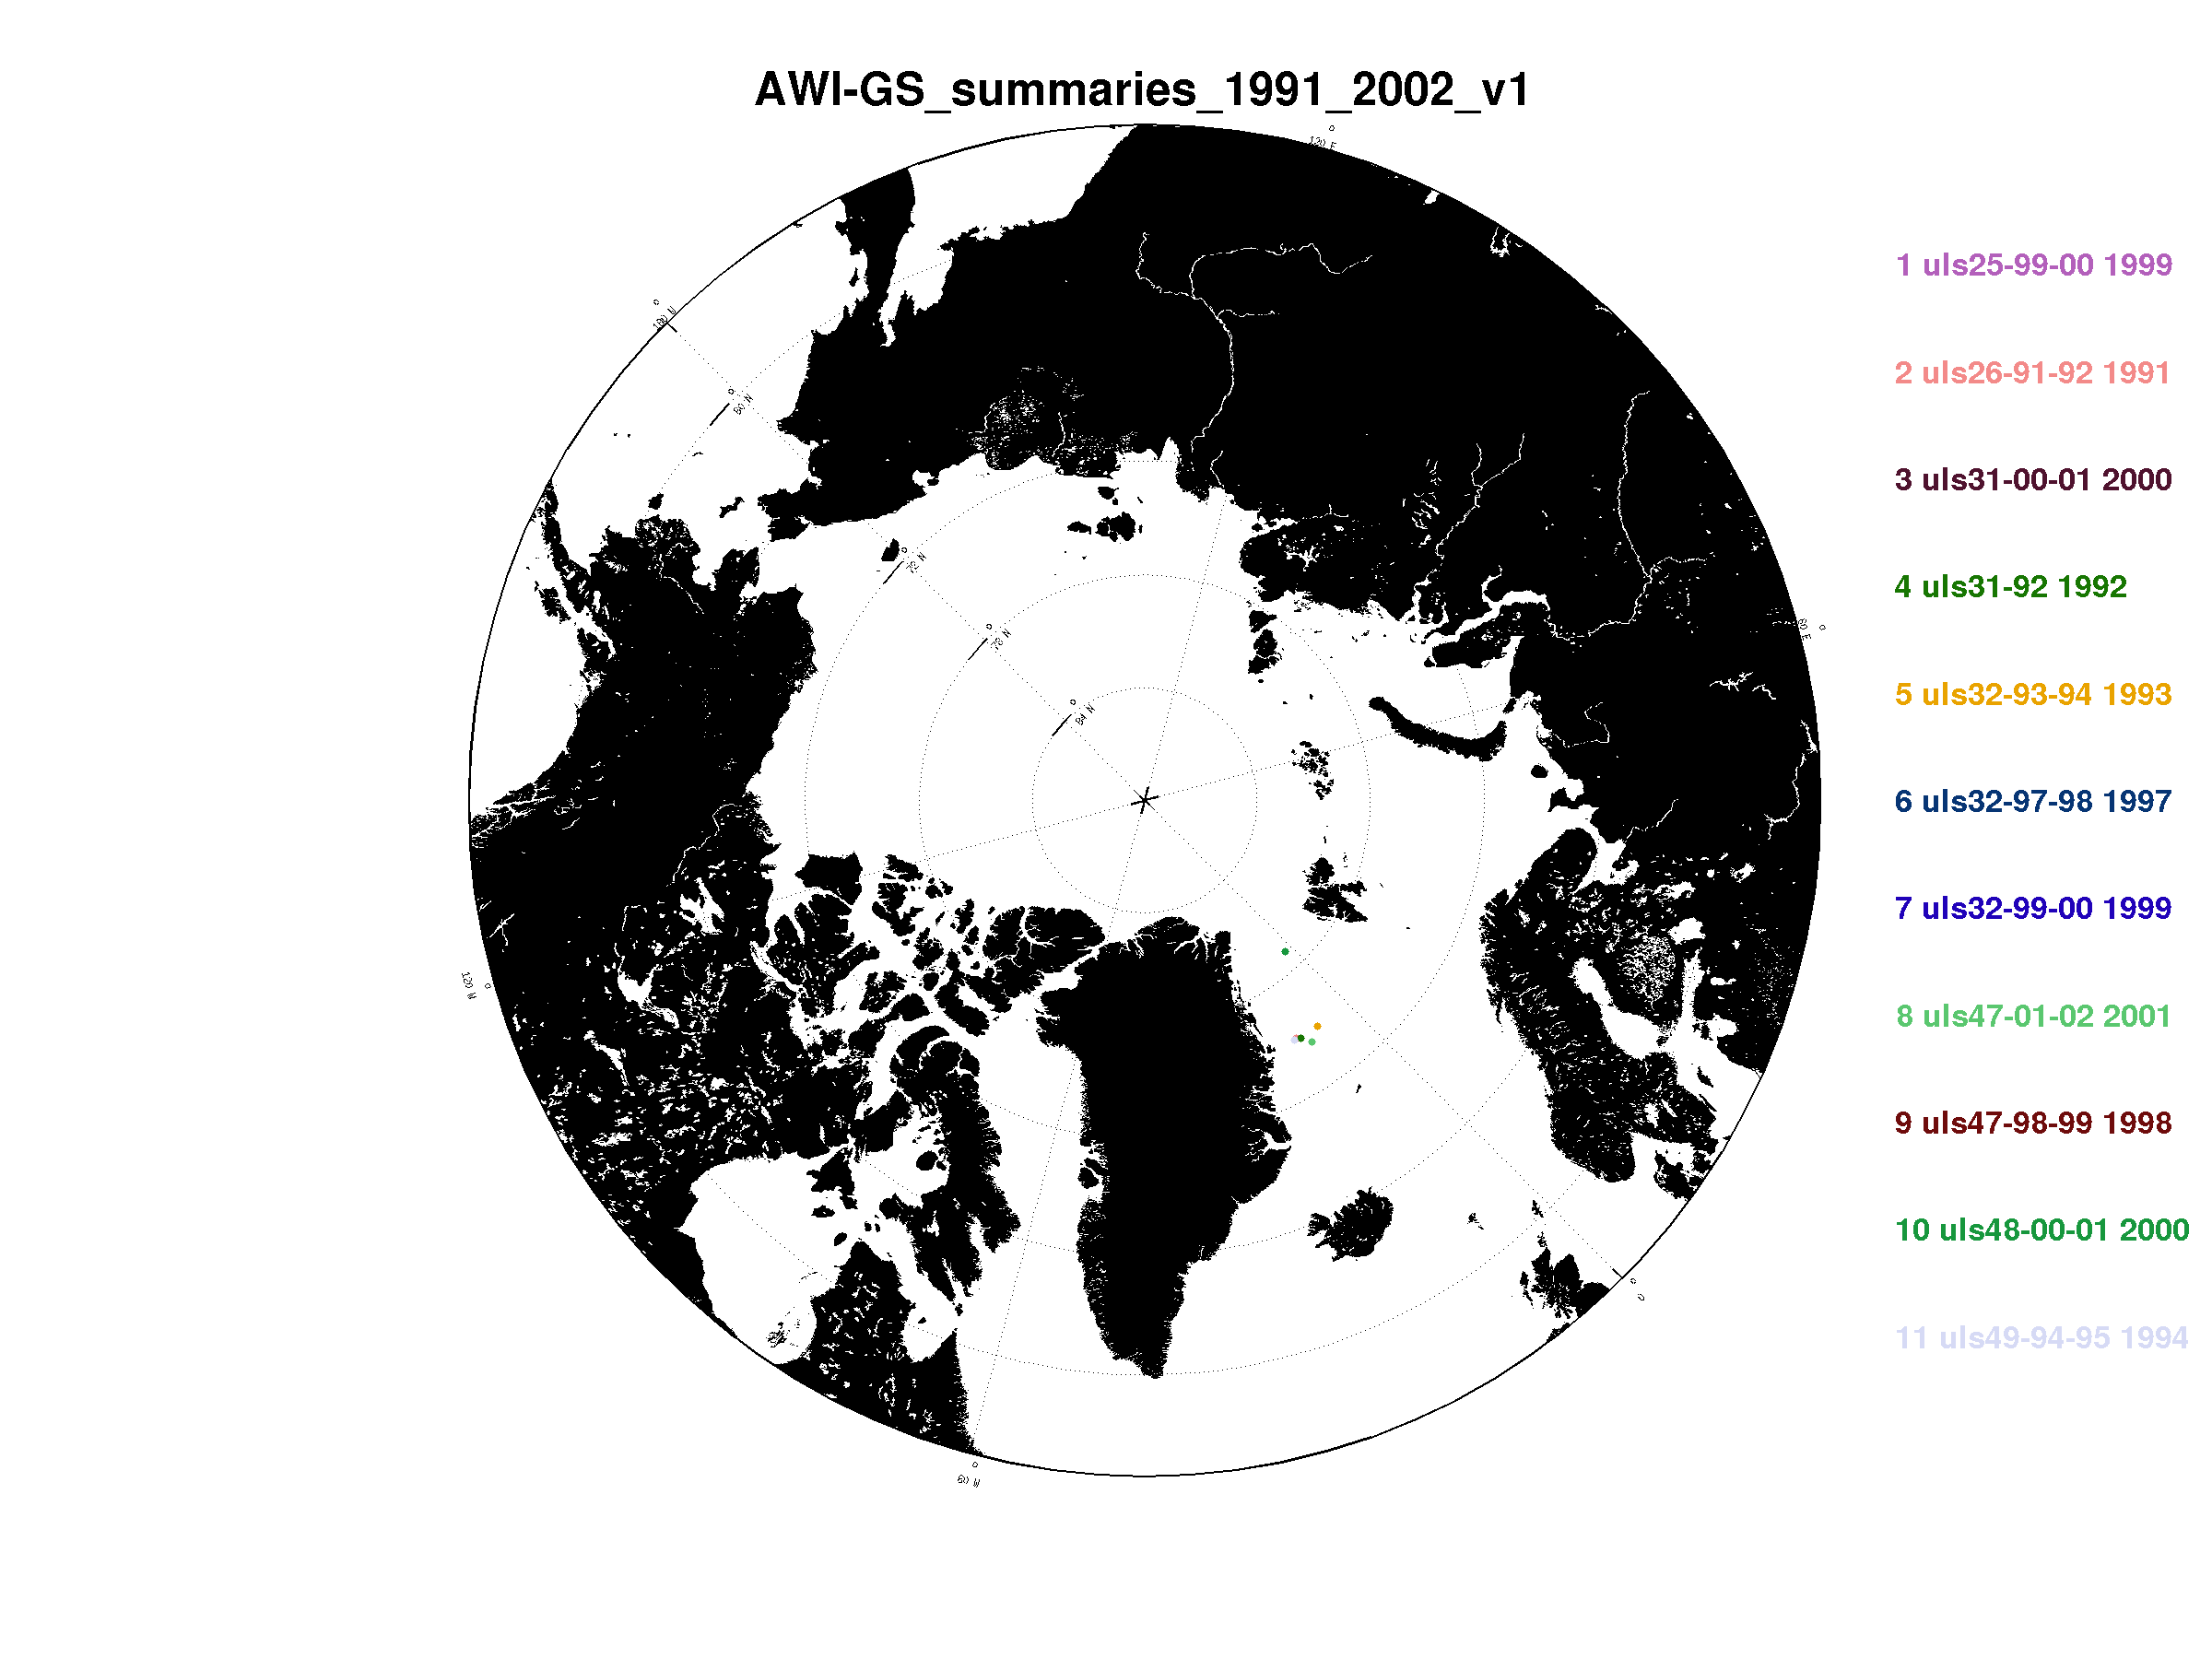 AWI-GS_summaries_1991_2002_v1
120 E
180 W
60 N
72 N
78 N
84 N
60 E
120 W
60 W
0
1 uls25-99-00 1999
2 uls26-91-92 1991
3 uls31-00-01 2000
4 uls31-92 1992
5 uls32-93-94 1993
6 uls32-97-98 1997
7 uls32-99-00 1999
8 uls47-01-02 2001
9 uls47-98-99 1998
10 uls48-00-01 2000
11 uls49-94-95 1994